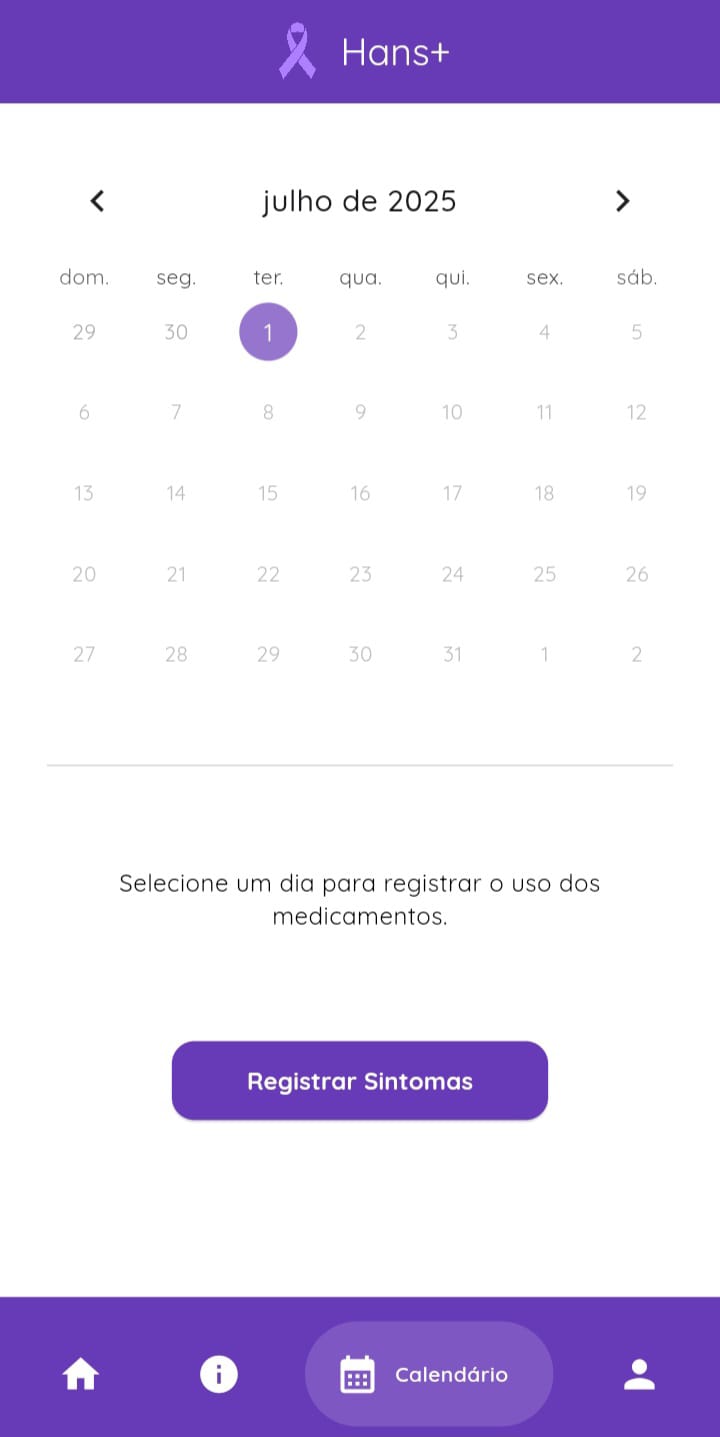 Hans+
julho de 2025
dom. seg. ter. qua. qui. sex. sáb.
29 30 1 2 3 4 5
6 7 8 9 10 11 12
13 14 15 16 17 18 19
20 21 22 23 24 25 26
27 28 29 30 31 1 2
Selecione um dia para registrar o uso dos
medicamentos.
Registrar Sintomas
Calendário